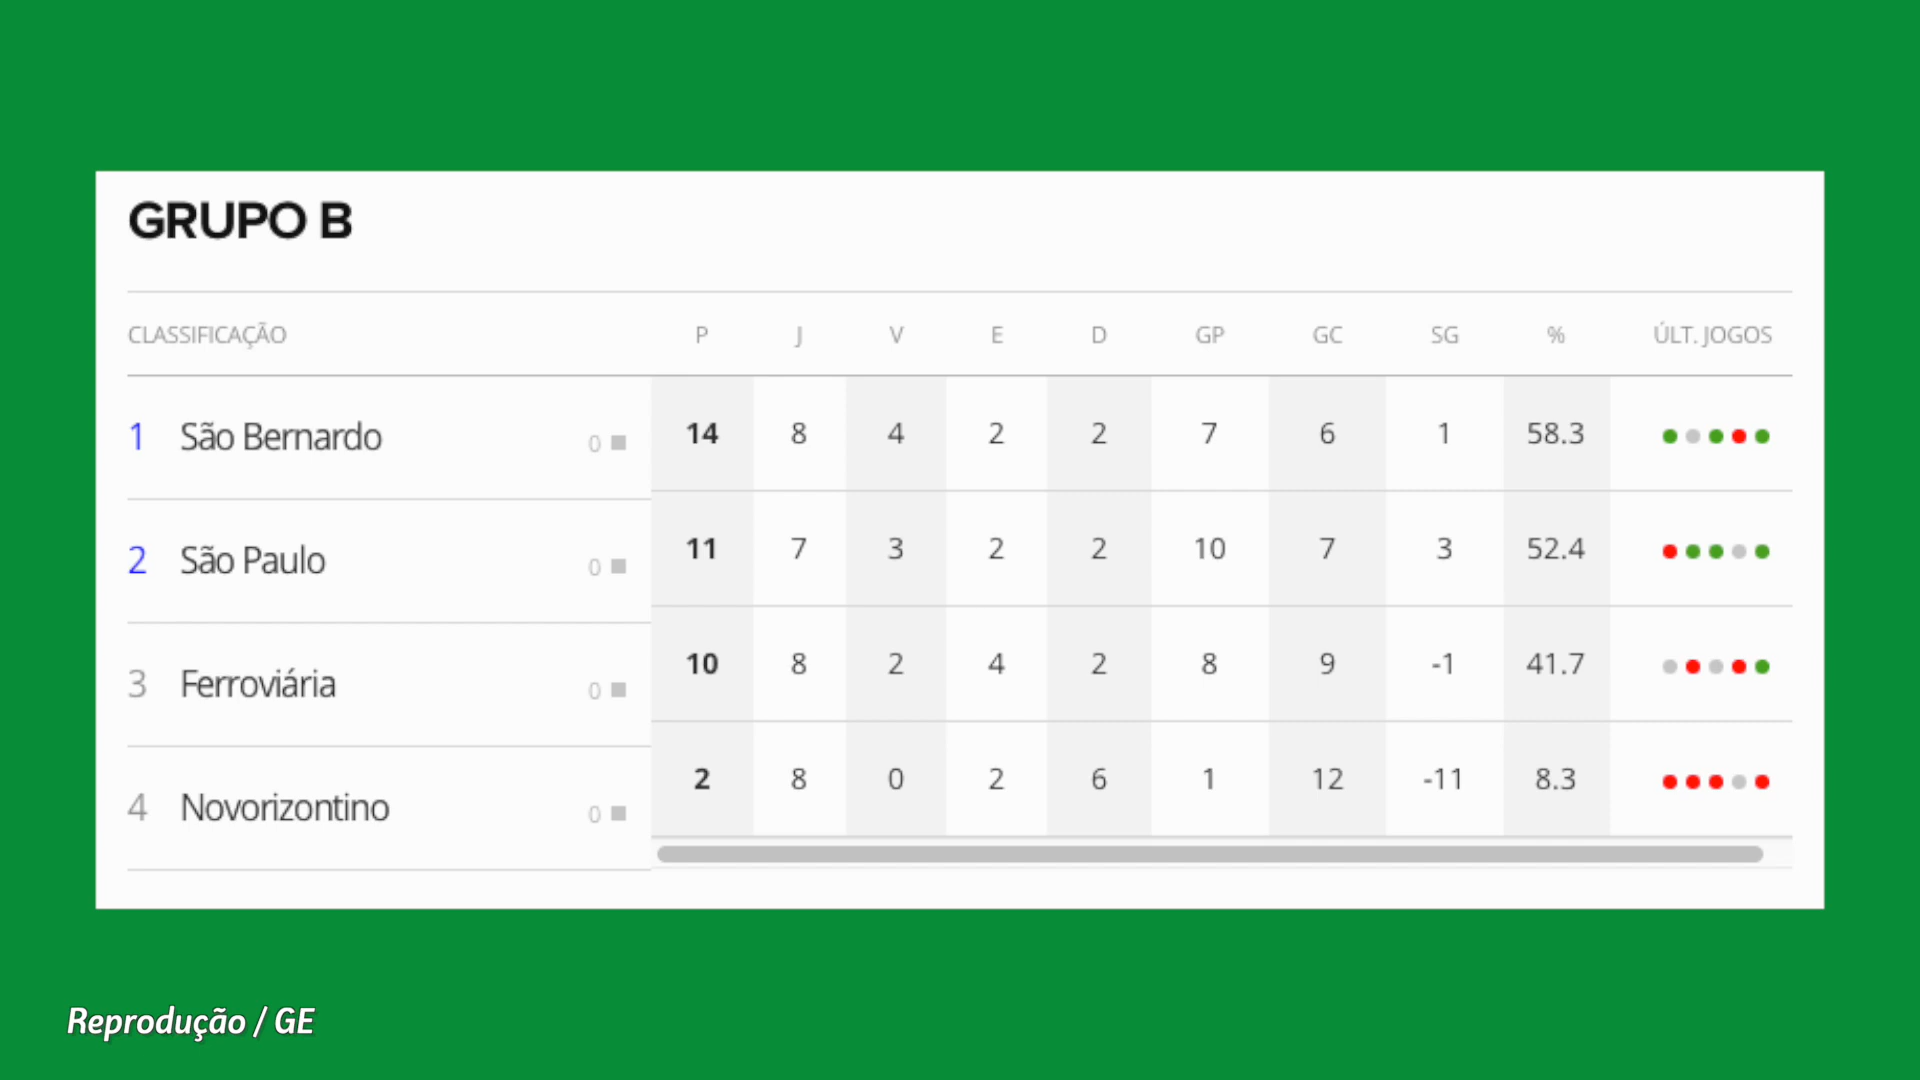 GRUPO B
CLASSIFICAÇÃO P J V E D GP GC SG % ÚLT. JOGOS
1 São Bernardo 0 14 8 4 2 2 7 6 1 58.3
2 São Paulo 0 11 7 3 2 2 10 7 3 52.4
3 Ferroviária 0 10 8 2 4 2 8 9 -1 41.7
4 Novorizontino 0 2 8 0 2 6 1 12 -11 8.3
Reprodução / GE